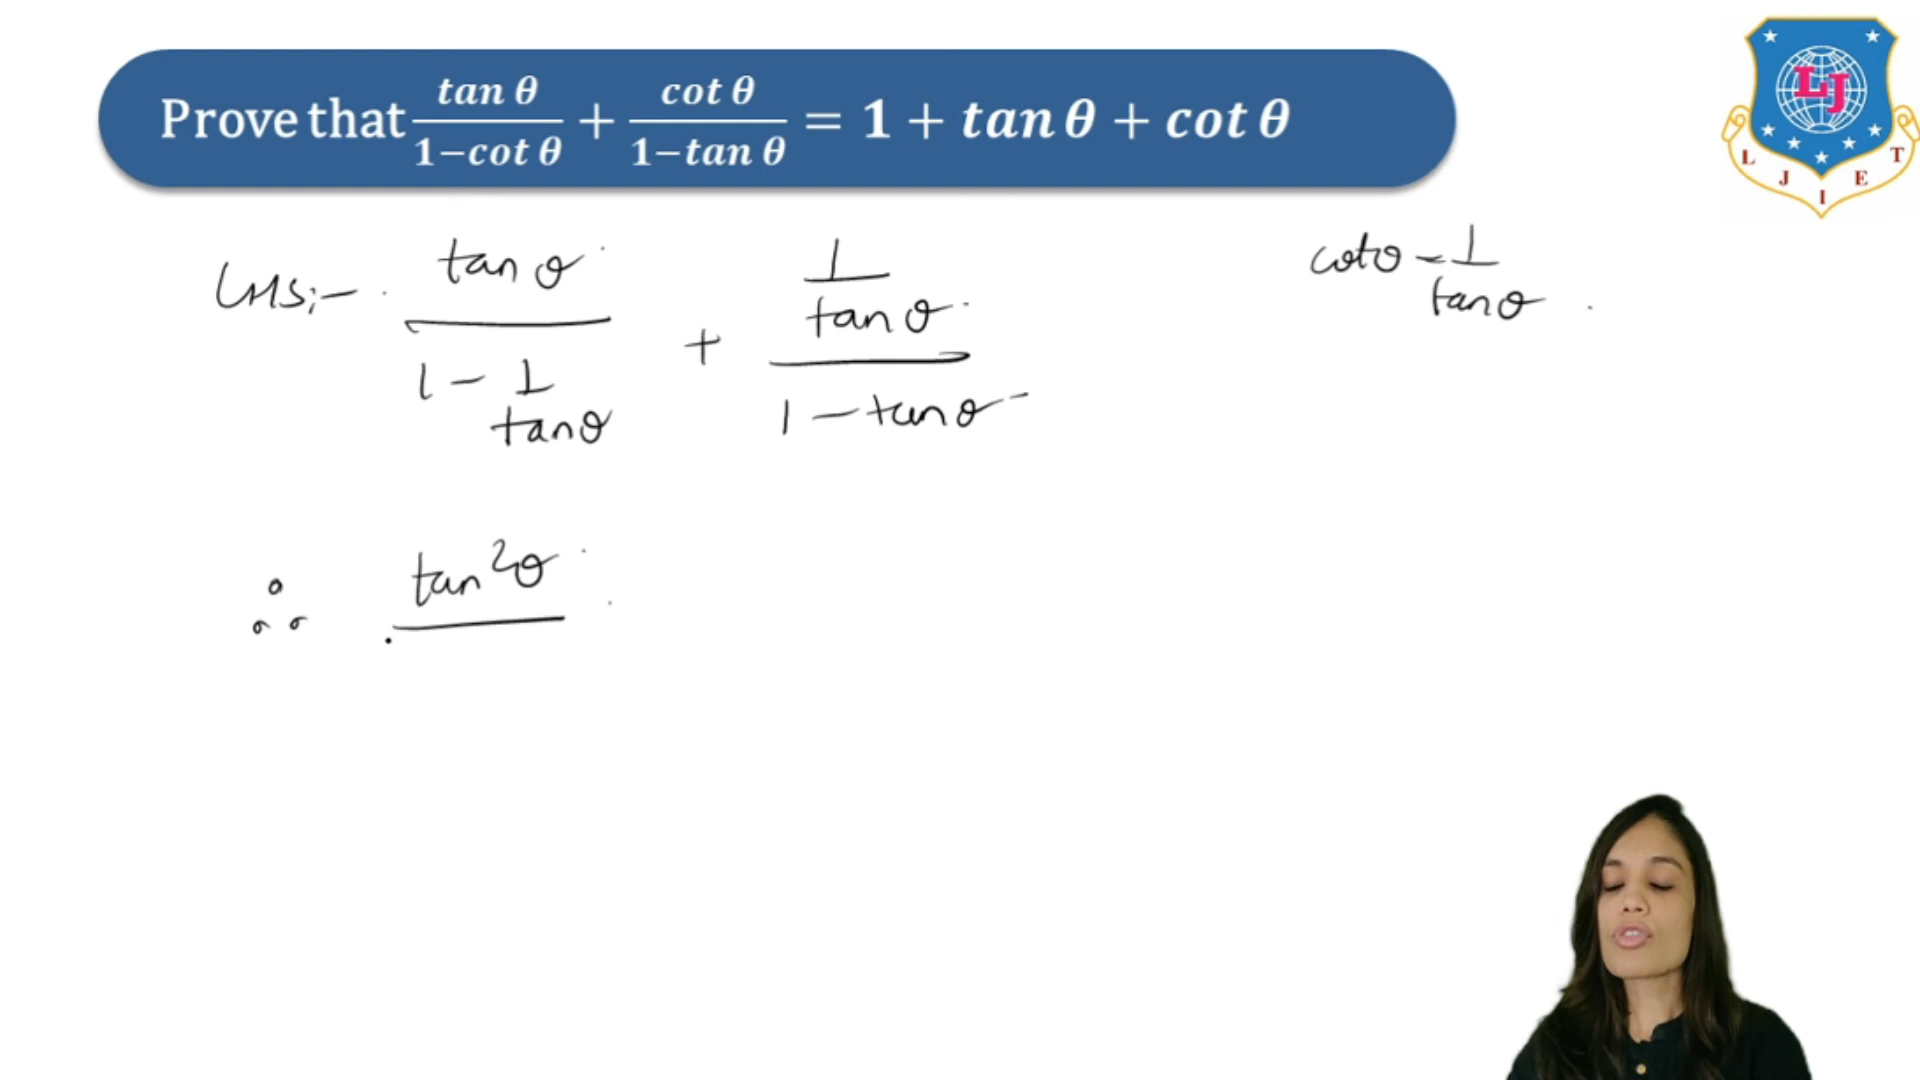 Prove that tan θ / 1−cot θ + cot θ / 1−tan θ = 1 + tan θ + cot θ
LJ
L J I E T
LHS:- tan θ / 1 - 1/tan θ + 1/tan θ / 1 - tan θ
cot θ = 1/tan θ
∴ tan²θ